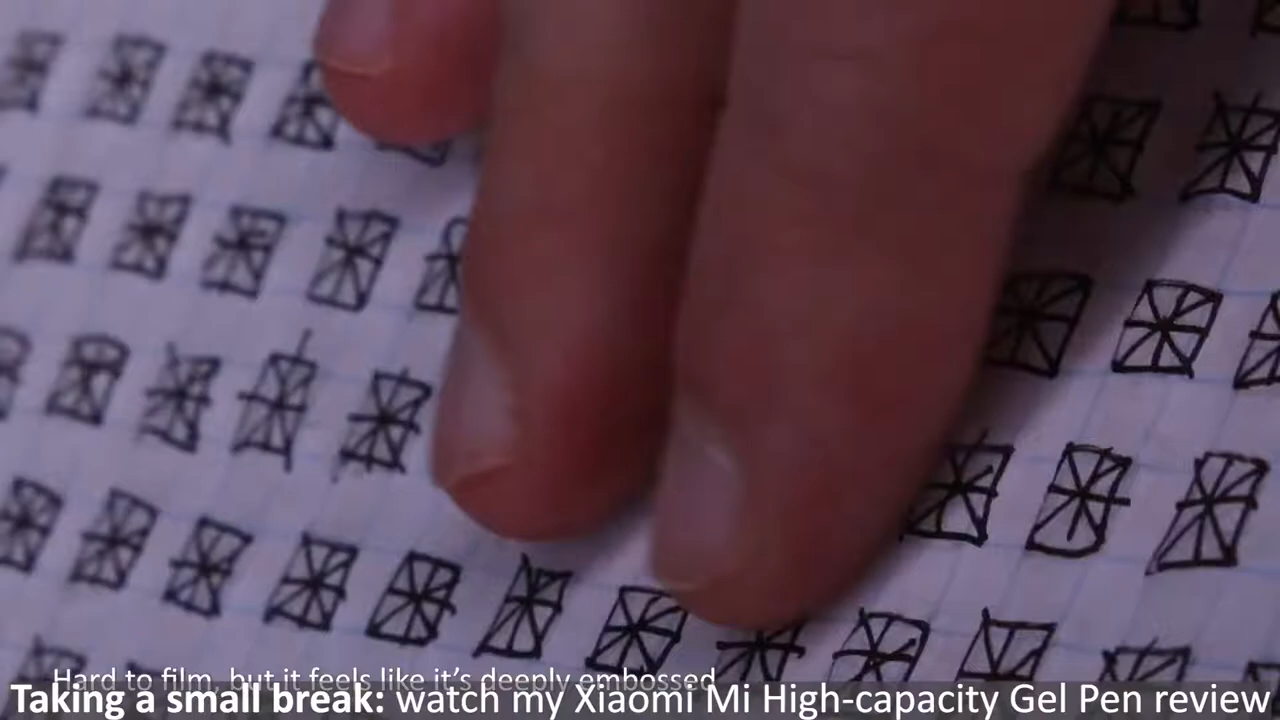 Hard to film, but it feels like it's deeply embossed
Taking a small break: watch my Xiaomi Mi High-capacity Gel Pen review